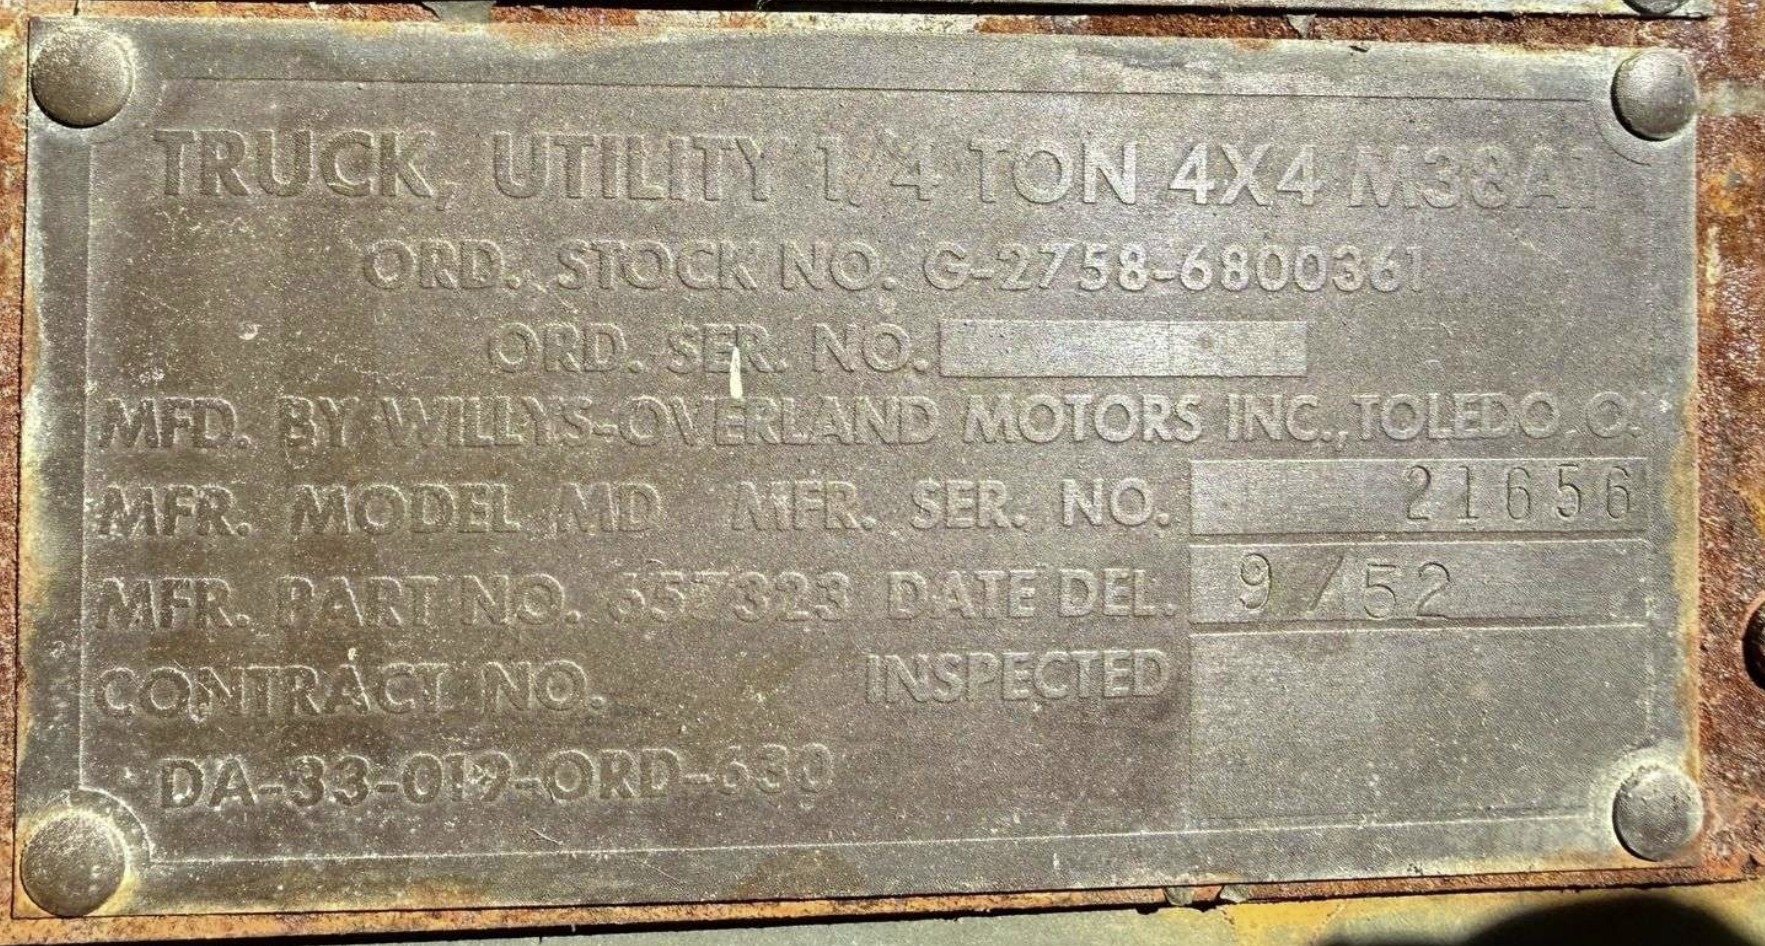 TRUCK, UTILITY 1/4 TON 4X4 M38A1
ORD. STOCK NO. G-2758-6800361
ORD. SER. NO.
MFD. BY WILLYS-OVERLAND MOTORS INC., TOLEDO, O.
MFR. MODEL MD MFR. SER. NO. 21656
MFR. PART NO. 657323 DATE DEL. 9/52
CONTRACT NO. INSPECTED
DA-33-019-ORD-630